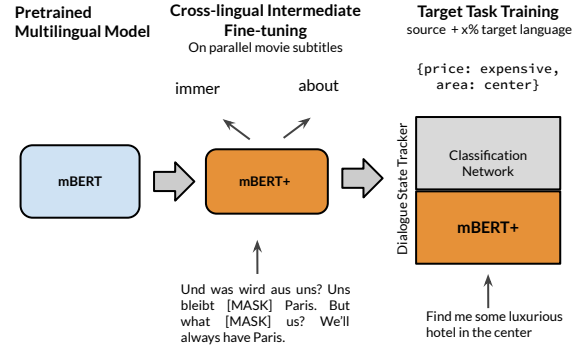 Pretrained
Multilingual Model
mBERT
Cross-lingual Intermediate
Fine-tuning
On parallel movie subtitles
immer
about
mBERT+
Und was wird aus uns? Uns
bleibt [MASK] Paris. But
what [MASK] us? We'll
always have Paris.
Target Task Training
source + x% target language
{price: expensive,
area: center}
Dialogue State Tracker
Classification
Network
mBERT+
Find me some luxurious
hotel in the center